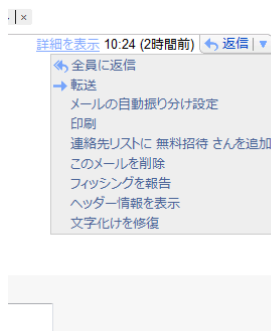 詳細を表示 10:24 (2時間前) 返信
全員に返信
転送
メールの自動振り分け設定
印刷
連絡先リストに 無料招待 さんを追加
このメールを削除
フィッシングを報告
ヘッダー情報を表示
文字化けを修復